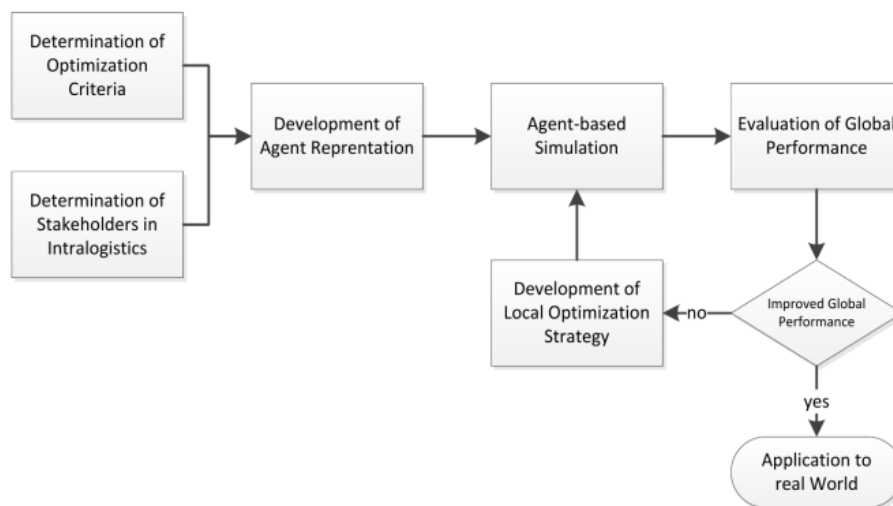 Determination of
Optimization
Criteria
Determination of
Stakeholders in
Intralogistics
Development of
Agent Reprentation
Agent-based
Simulation
Evaluation of Global
Performance
Development of
Local Optimization
Strategy
no
Improved Global
Performance
yes
Application to
real World